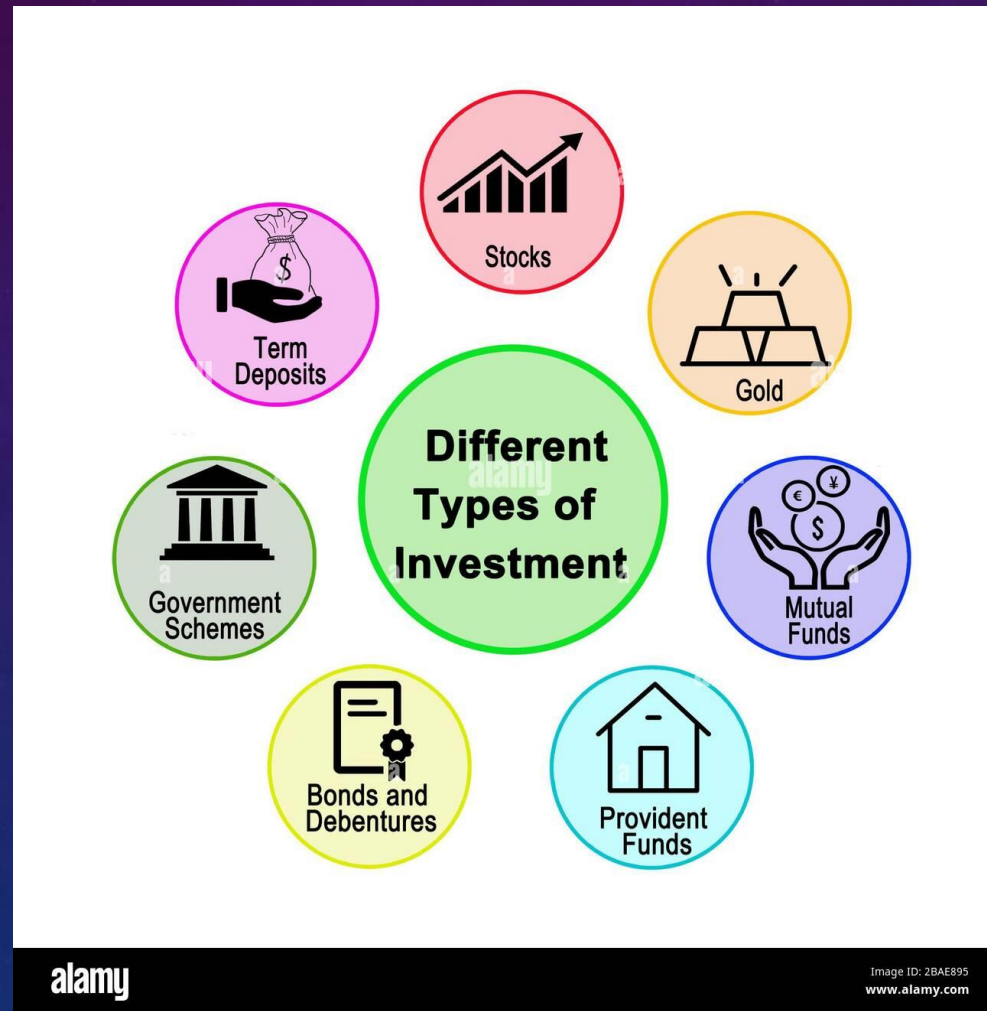 Stocks
Gold
Mutual
Funds
Provident
Funds
Bonds and
Debentures
Government
Schemes
Term
Deposits
$
€
¥
$
Different
Types of
Investment
alamy
a
alamy
Image ID: 2BAE895
www.alamy.com